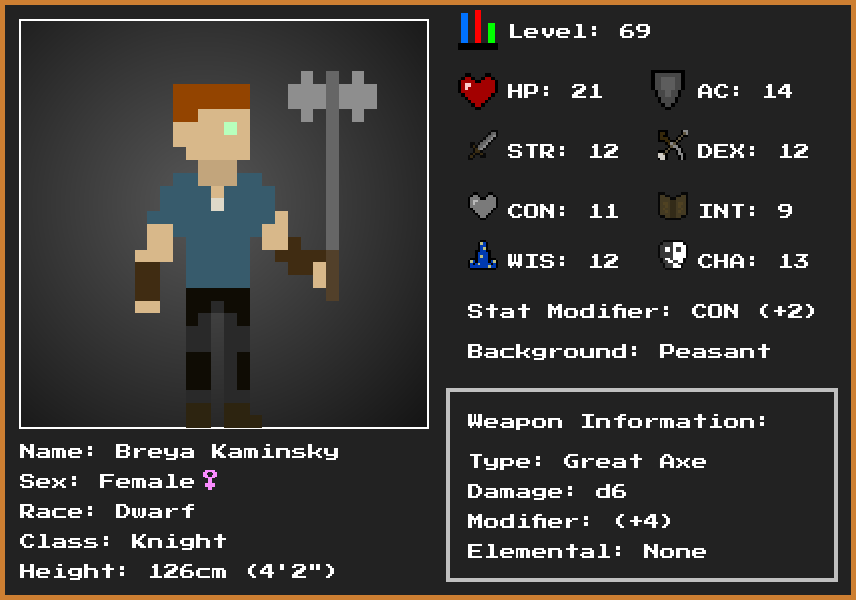 Level: 69
HP: 21 AC: 14
STR: 12 DEX: 12
CON: 11 INT: 9
WIS: 12 CHA: 13
Stat Modifier: CON (+2)
Background: Peasant
Weapon Information:
Type: Great Axe
Damage: d6
Modifier: (+4)
Elemental: None
Name: Breya Kaminsky
Sex: Female♀
Race: Dwarf
Class: Knight
Height: 126cm (4'2")